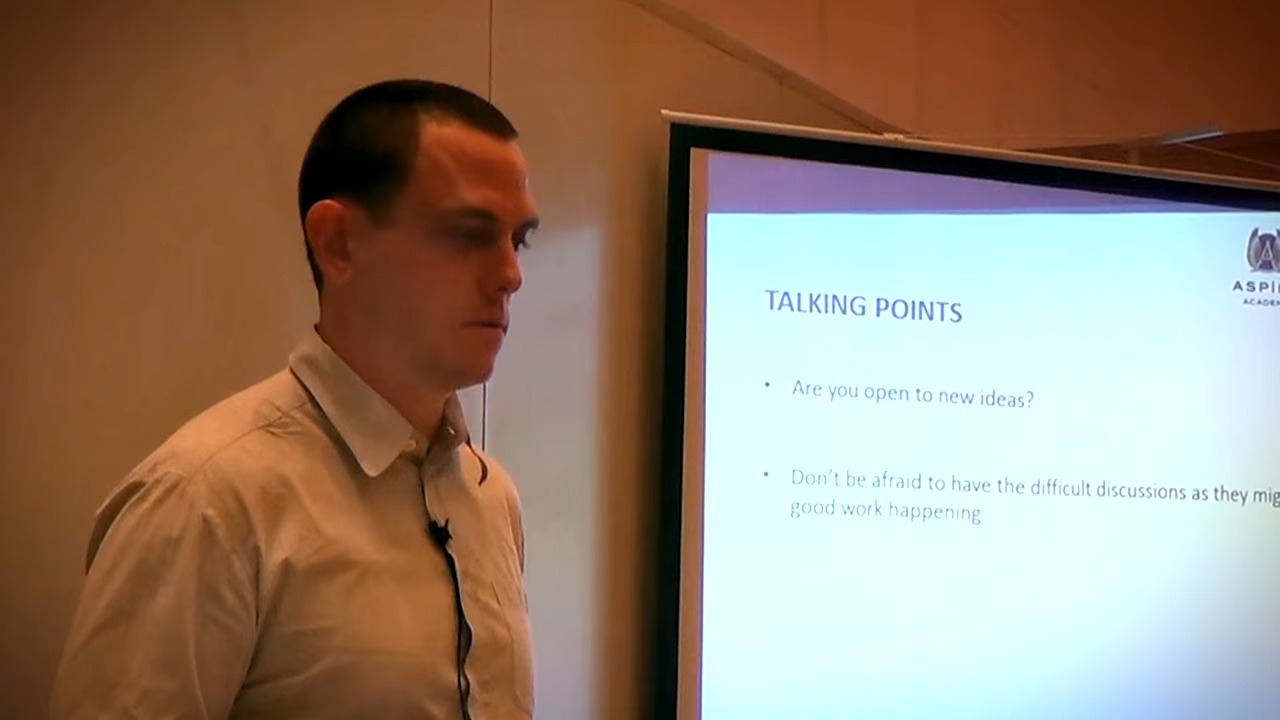 TALKING POINTS
• Are you open to new ideas?
• Don't be afraid to have the difficult discussions as they mig
good work happening
A
ASPI
ACADEM